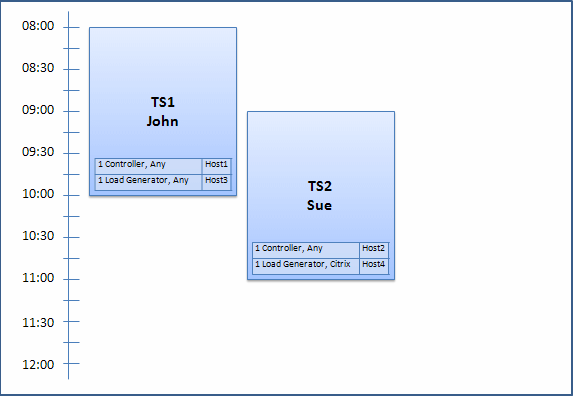 08:00
08:30
09:00
09:30
10:00
10:30
11:00
11:30
12:00
TS1
John
1 Controller, Any Host1
1 Load Generator, Any Host3
TS2
Sue
1 Controller, Any Host2
1 Load Generator, Citrix Host4